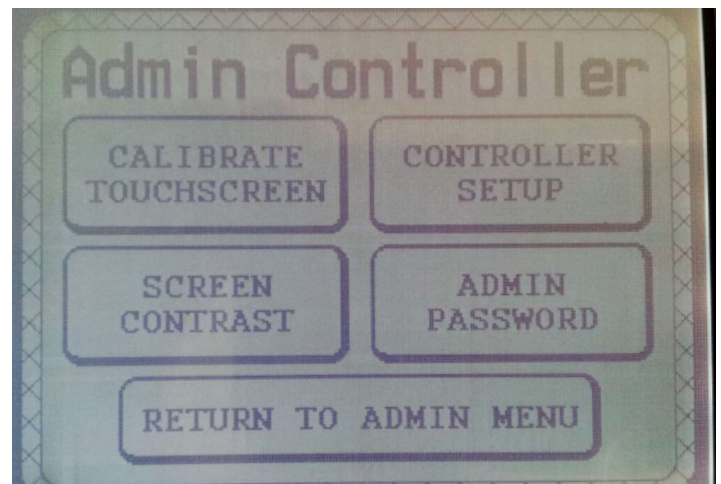 Admin Controller
CALIBRATE
TOUCHSCREEN
CONTROLLER
SETUP
SCREEN
CONTRAST
ADMIN
PASSWORD
RETURN TO ADMIN MENU